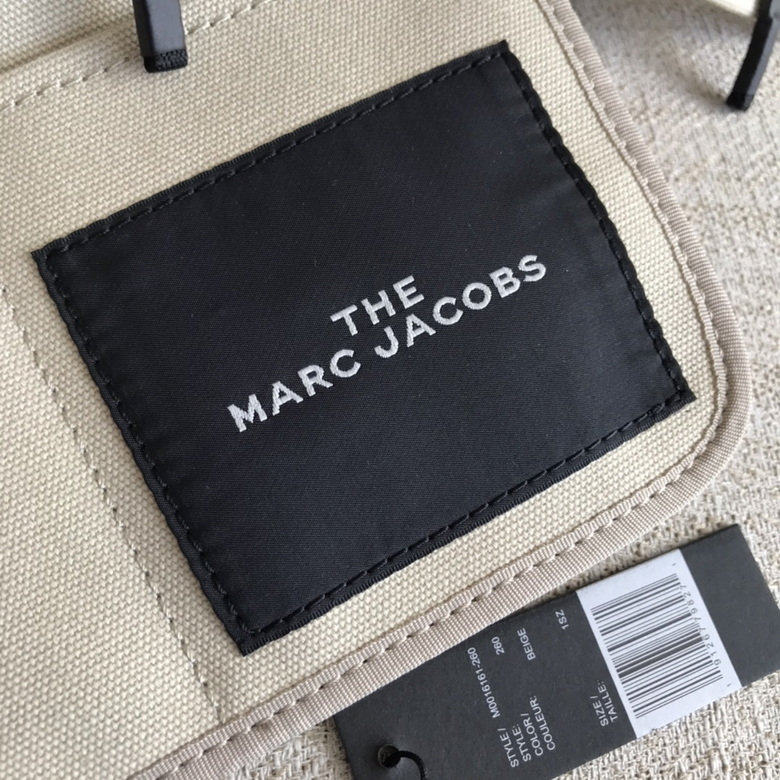 THE
MARC JACOBS
STYLE/ M0016161-260
STYLE:
COLOR/ 260
COULEUR: BEIGE
SIZE/ 1SZ
TAILLE: